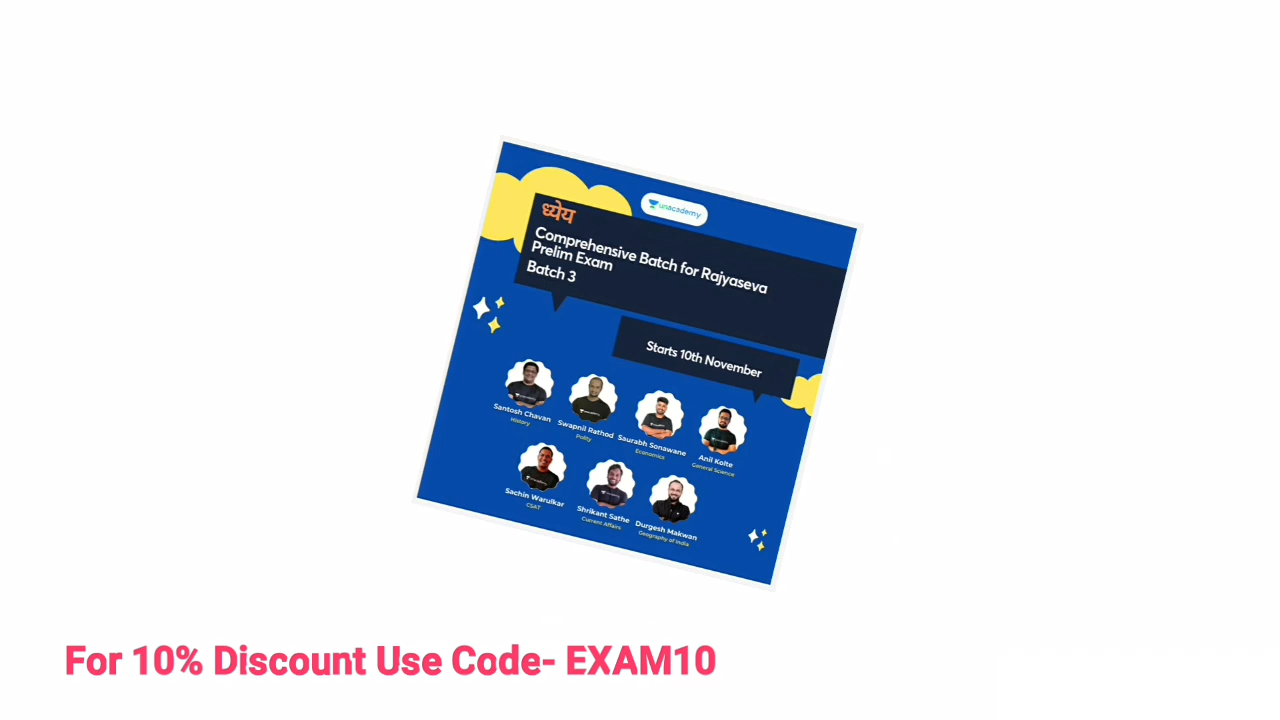 unacademy
ध्येय
Comprehensive Batch for Rajyaseva
Prelim Exam
Batch 3
Starts 10th November
Santosh Chavan
History
Swapnil Rathod
Polity
Saurabh Sonawane
Economics
Anil Kolte
General Science
Sachin Warulkar
CSAT
Shrikant Sathe
Current Affairs
Durgesh Makwan
Geography of India
For 10% Discount Use Code- EXAM10